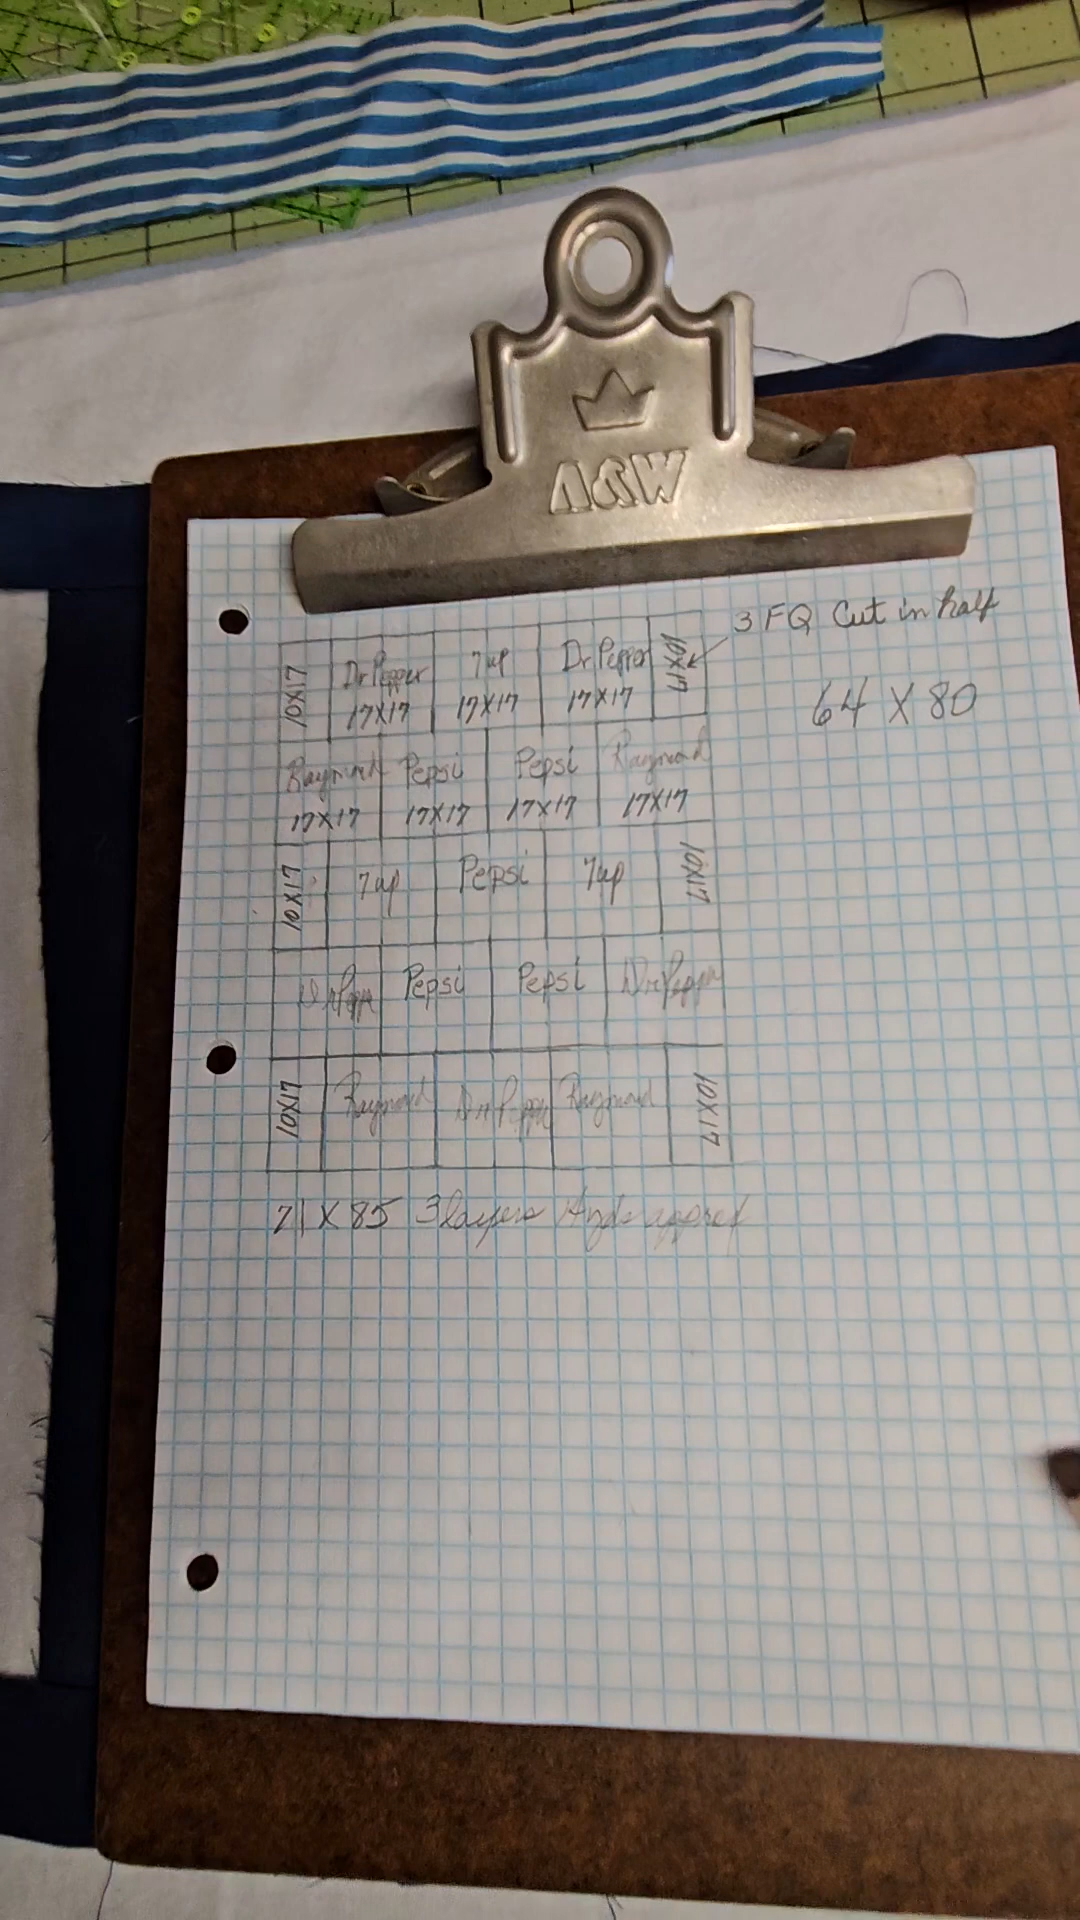 A&W
3 FQ Cut in half
64 X 80
10X17 Dr Pepper 7up Dr Pepper 10X17
17X17 17X17 17X17
Raymond Pepsi Pepsi Raymond
17X17 17X17 17X17 17X17
10X17 7up Pepsi 7up 10X17
Dr Pepper Pepsi Pepsi Dr Pepper
10X17 Raymond Dr Pepper Raymond 10X17
71 X 85 3 layers